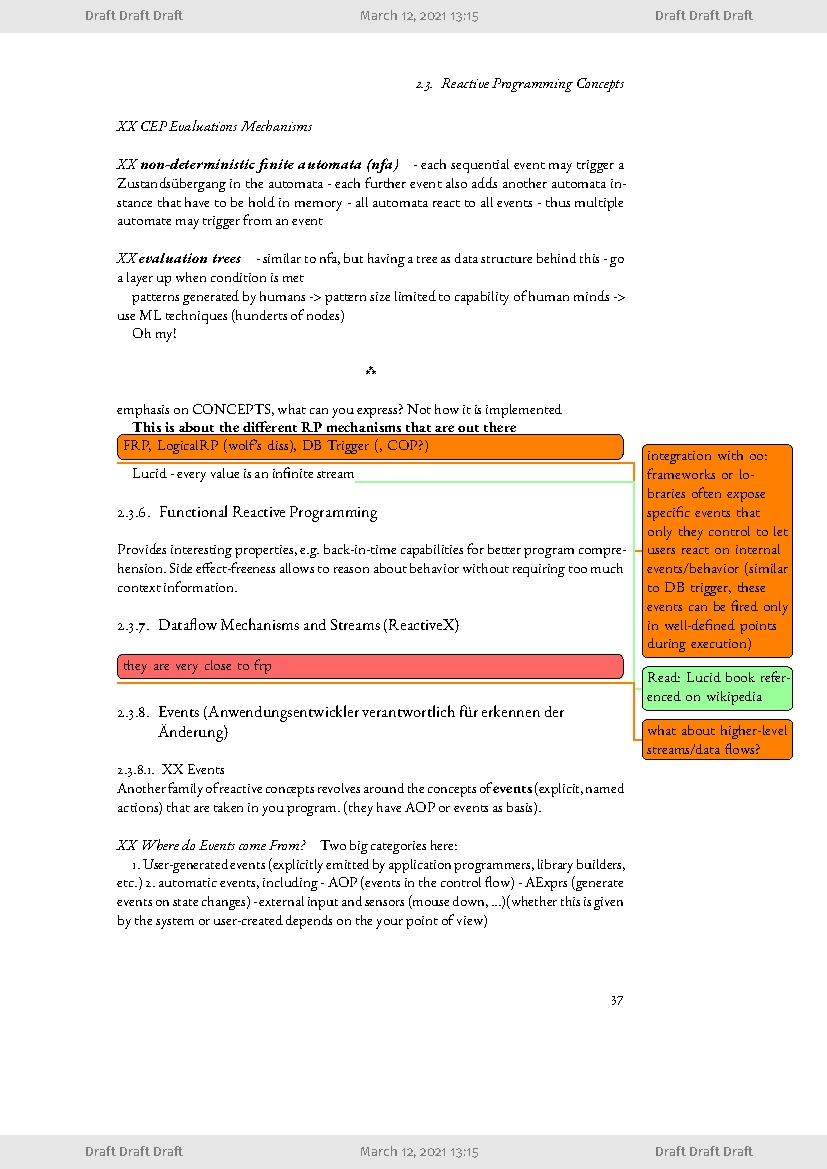 Draft Draft Draft March 12, 2021 13:15 Draft Draft Draft
2.3. Reactive Programming Concepts
XX CEP Evaluations Mechanisms
XX non-deterministic finite automata (nfa) - each sequential event may trigger a
Zustandsübergang in the automata - each further event also adds another automata in-
stance that have to be hold in memory - all automata react to all events - thus multiple
automate may trigger from an event
XX evaluation trees - similar to nfa, but having a tree as data structure behind this - go
a layer up when condition is met
patterns generated by humans -> pattern size limited to capability of human minds ->
use ML techniques (hunderts of nodes)
Oh my!
⁂
emphasis on CONCEPTS, what can you express? Not how it is implemented
This is about the different RP mechanisms that are out there
FRP, LogicalRP (wolf's diss), DB Trigger (, COP?)
Lucid - every value is an infinite stream
2.3.6. Functional Reactive Programming
Provides interesting properties, e.g. back-in-time capabilities for better program compre-
hension. Side effect-freeness allows to reason about behavior without requiring too much
context information.
2.3.7. Dataflow Mechanisms and Streams (ReactiveX)
they are very close to frp
2.3.8. Events (Anwendungsentwickler verantwortlich für erkennen der
Änderung)
2.3.8.1. XX Events
Another family of reactive concepts revolves around the concepts of events (explicit, named
actions) that are taken in you program. (they have AOP or events as basis).
XX Where do Events come From? Two big categories here:
1. User-generated events (explicitly emitted by application programmers, library builders,
etc.) 2. automatic events, including - AOP (events in the control flow) - AExprs (generate
events on state changes) - external input and sensors (mouse down, ...)(whether this is given
by the system or user-created depends on the your point of view)
integration with oo:
frameworks or lo-
braries often expose
specific events that
only they control to let
users react on internal
events/behavior (similar
to DB trigger, these
events can be fired only
in well-defined points
during execution)
Read: Lucid book refer-
enced on wikipedia
what about higher-level
streams/data flows?
37
Draft Draft Draft March 12, 2021 13:15 Draft Draft Draft